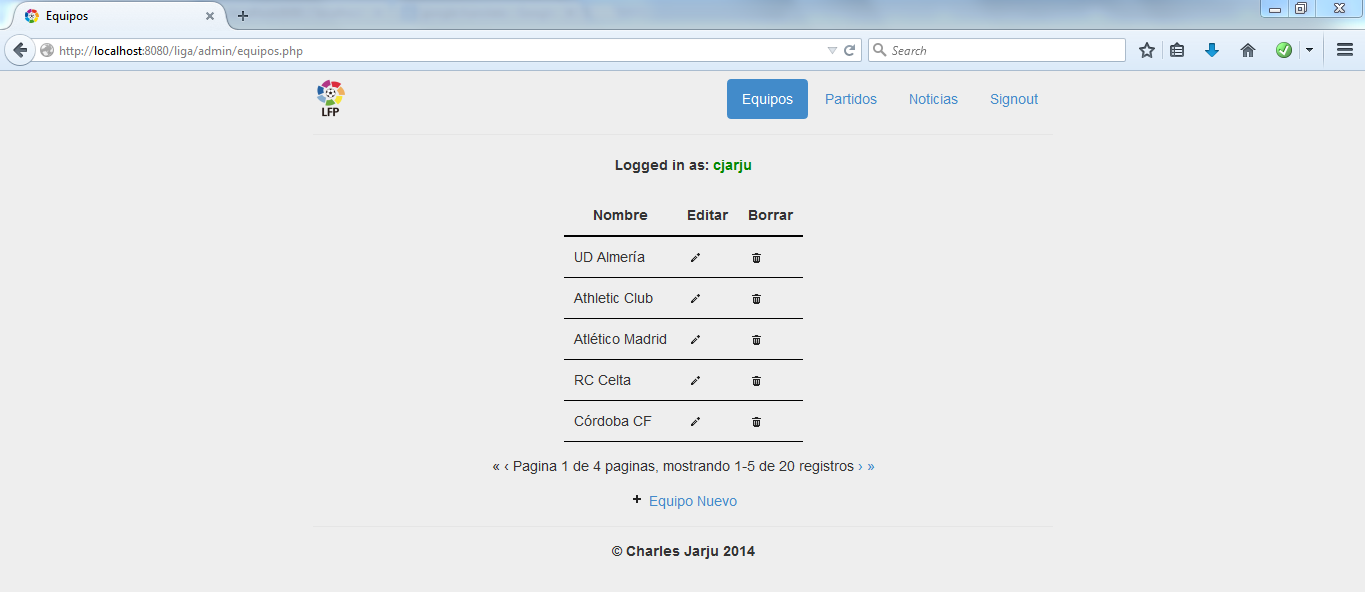 Equipos
http://localhost:8080/liga/admin/equipos.php
Search
LFP
Equipos Partidos Noticias Signout
Logged in as: cjarju
Nombre Editar Borrar
UD Almería
Athletic Club
Atlético Madrid
RC Celta
Córdoba CF
« ‹ Pagina 1 de 4 paginas, mostrando 1-5 de 20 registros › »
+ Equipo Nuevo
© Charles Jarju 2014